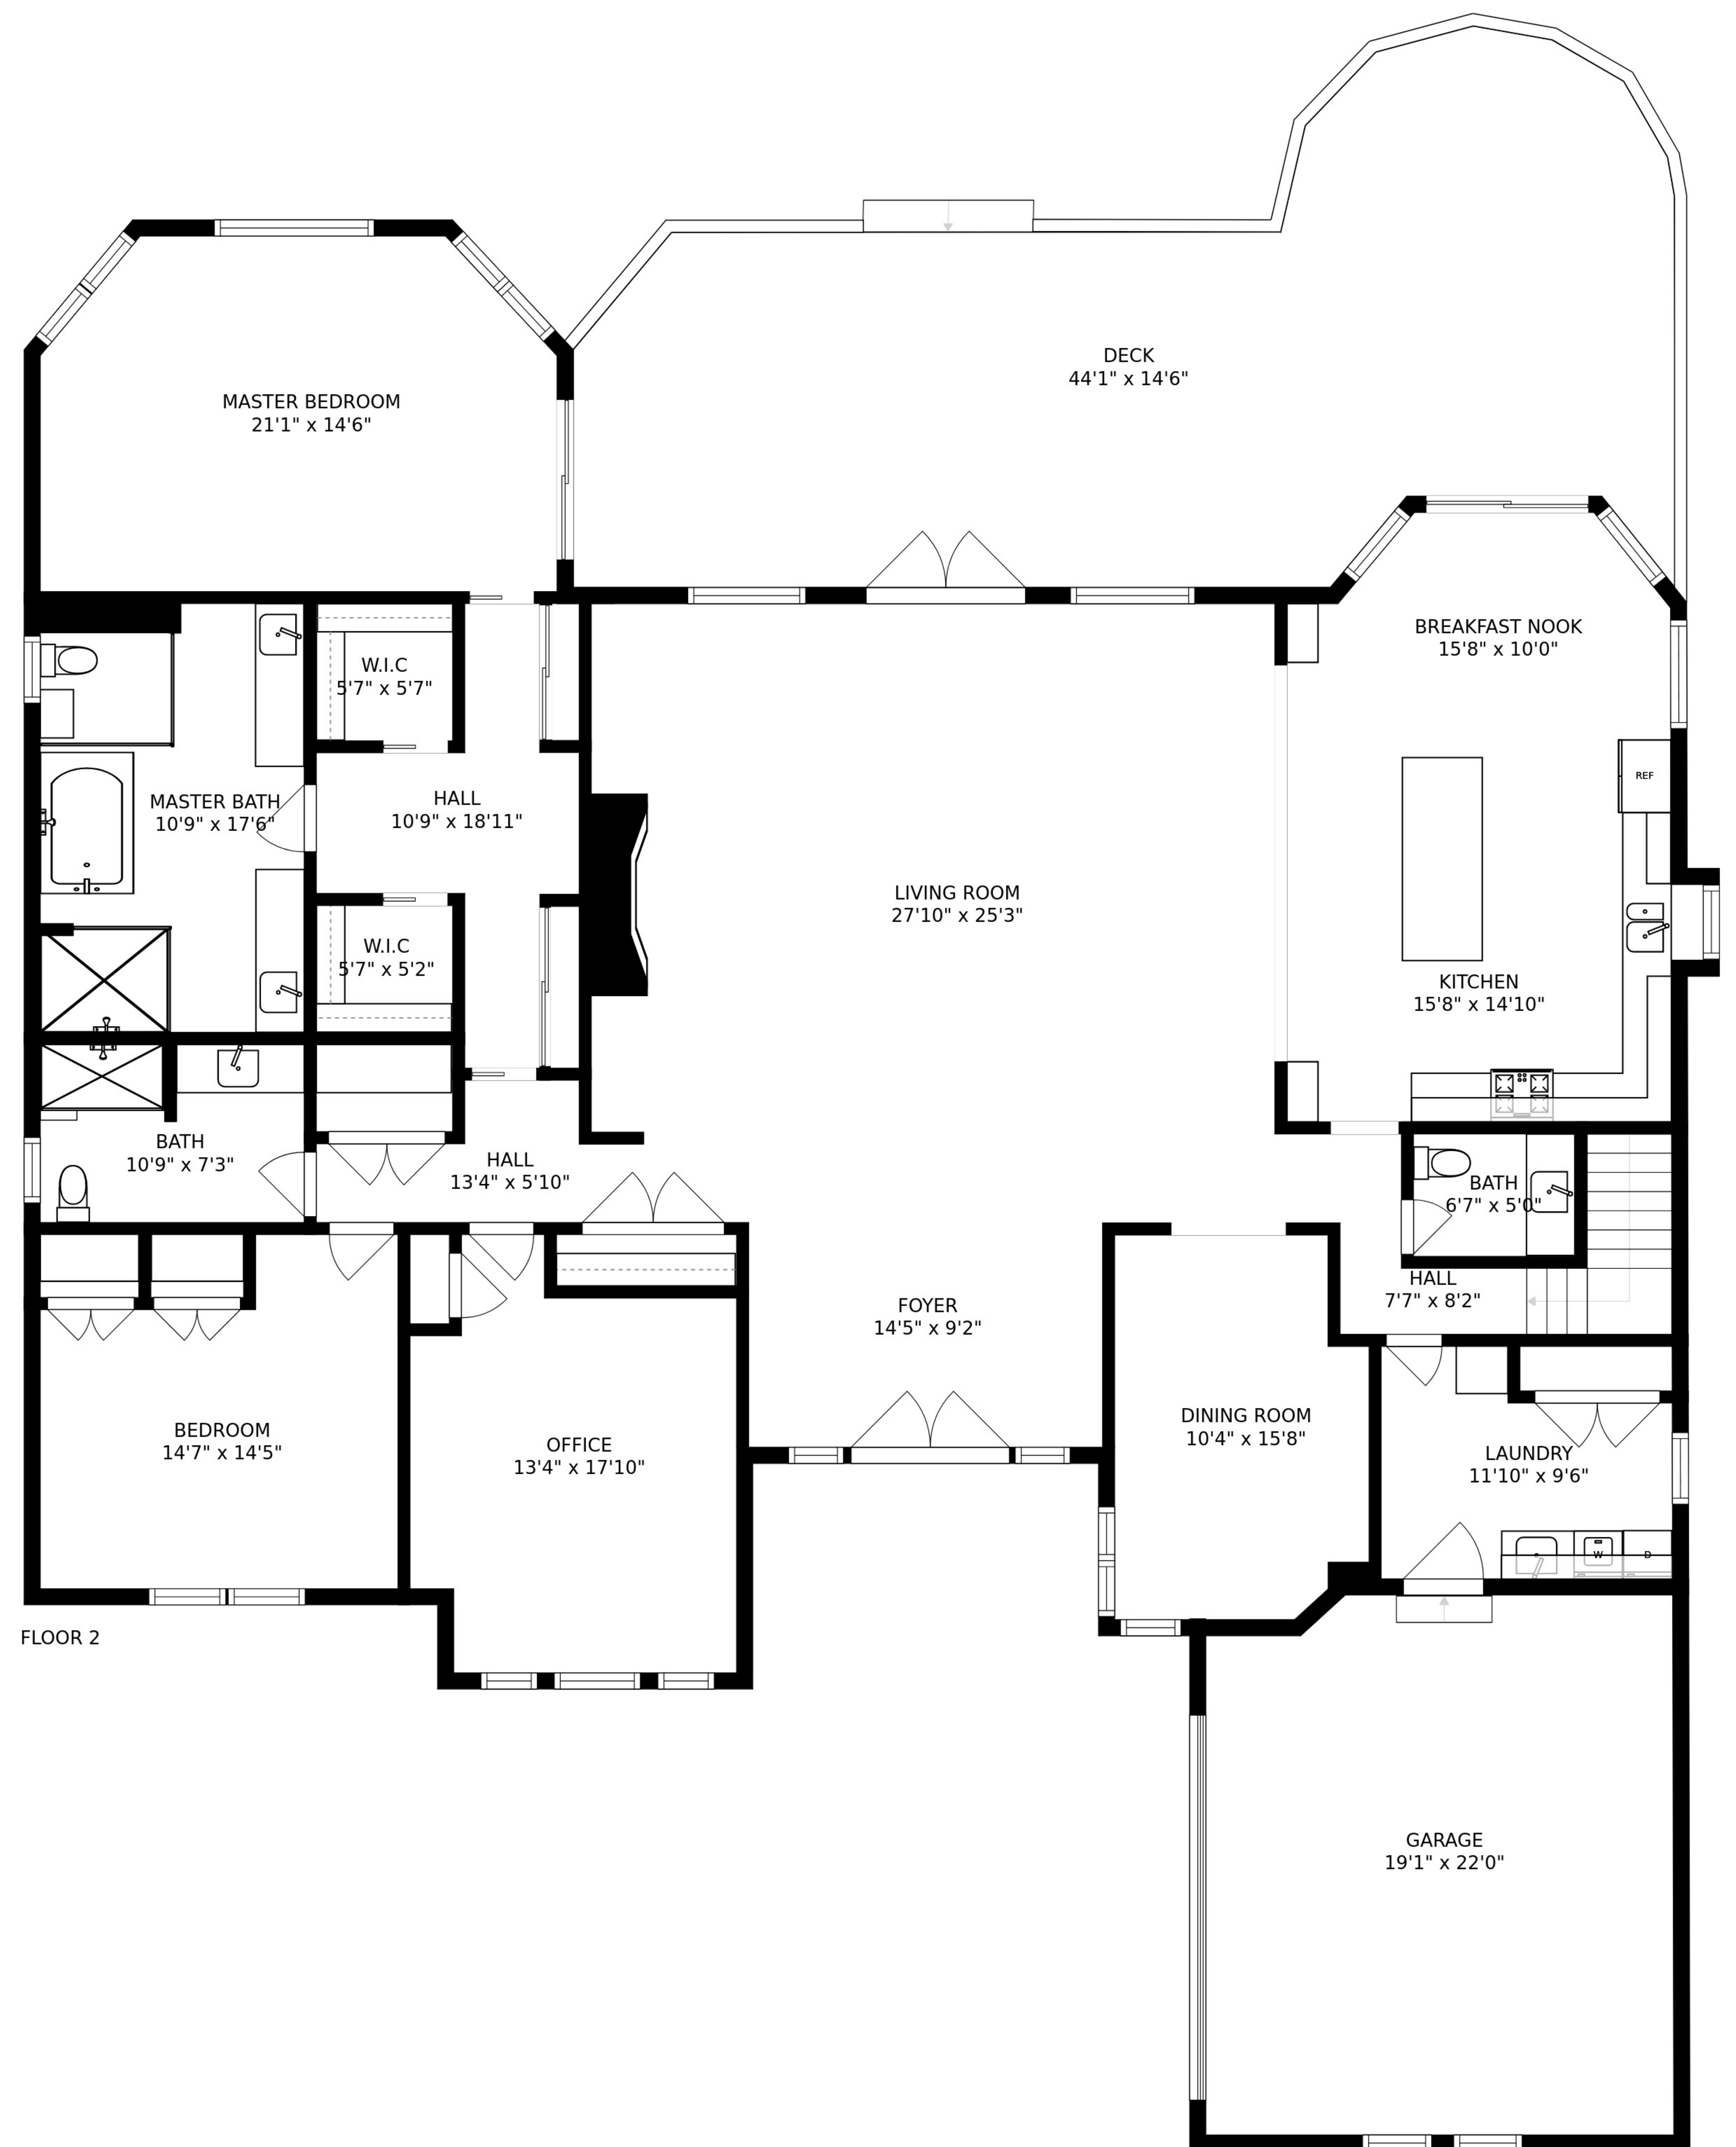 DECK
44'1" x 14'6"
MASTER BEDROOM
21'1" x 14'6"
BREAKFAST NOOK
15'8" x 10'0"
W.I.C
5'7" x 5'7"
REF
MASTER BATH
10'9" x 17'6"
HALL
10'9" x 18'11"
LIVING ROOM
27'10" x 25'3"
W.I.C
5'7" x 5'2"
KITCHEN
15'8" x 14'10"
BATH
10'9" x 7'3"
HALL
13'4" x 5'10"
BATH
6'7" x 5'0"
HALL
7'7" x 8'2"
FOYER
14'5" x 9'2"
BEDROOM
14'7" x 14'5"
OFFICE
13'4" x 17'10"
DINING ROOM
10'4" x 15'8"
LAUNDRY
11'10" x 9'6"
W
D
FLOOR 2
GARAGE
19'1" x 22'0"